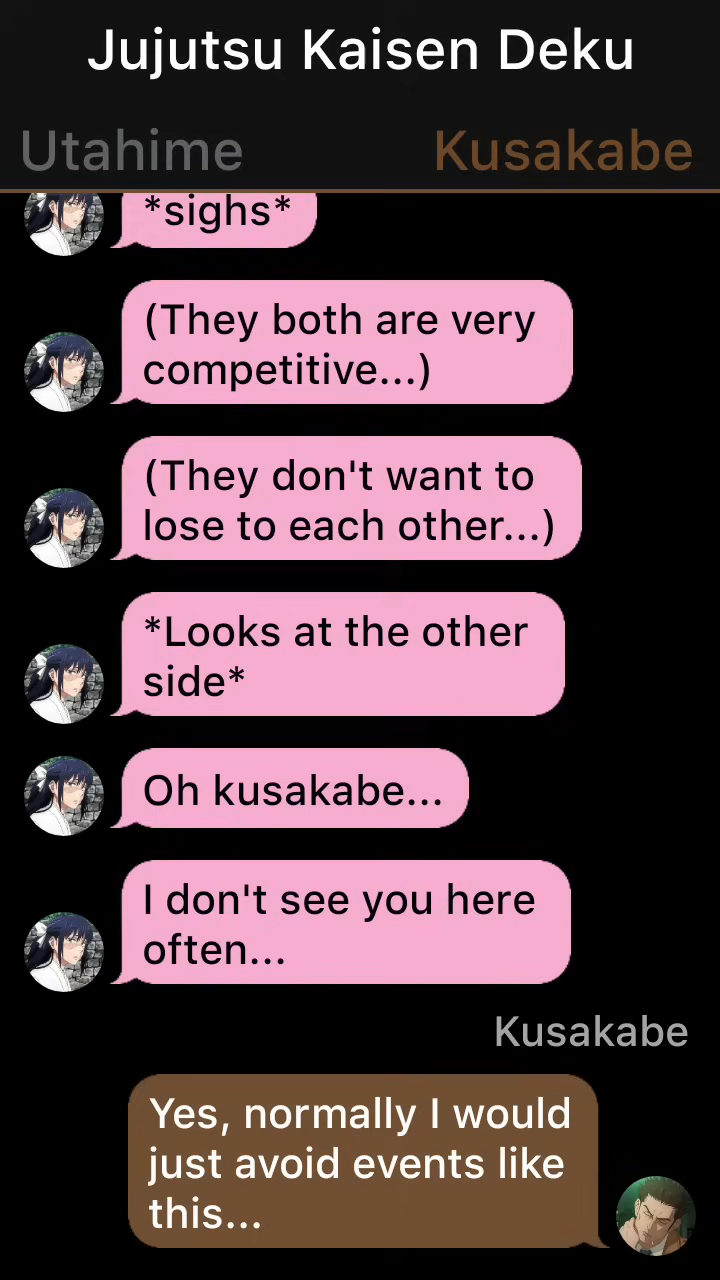 Jujutsu Kaisen Deku
Utahime Kusakabe
*sighs*
(They both are very
competitive...)
(They don't want to
lose to each other...)
*Looks at the other
side*
Oh kusakabe...
I don't see you here
often...
Kusakabe
Yes, normally I would
just avoid events like
this...